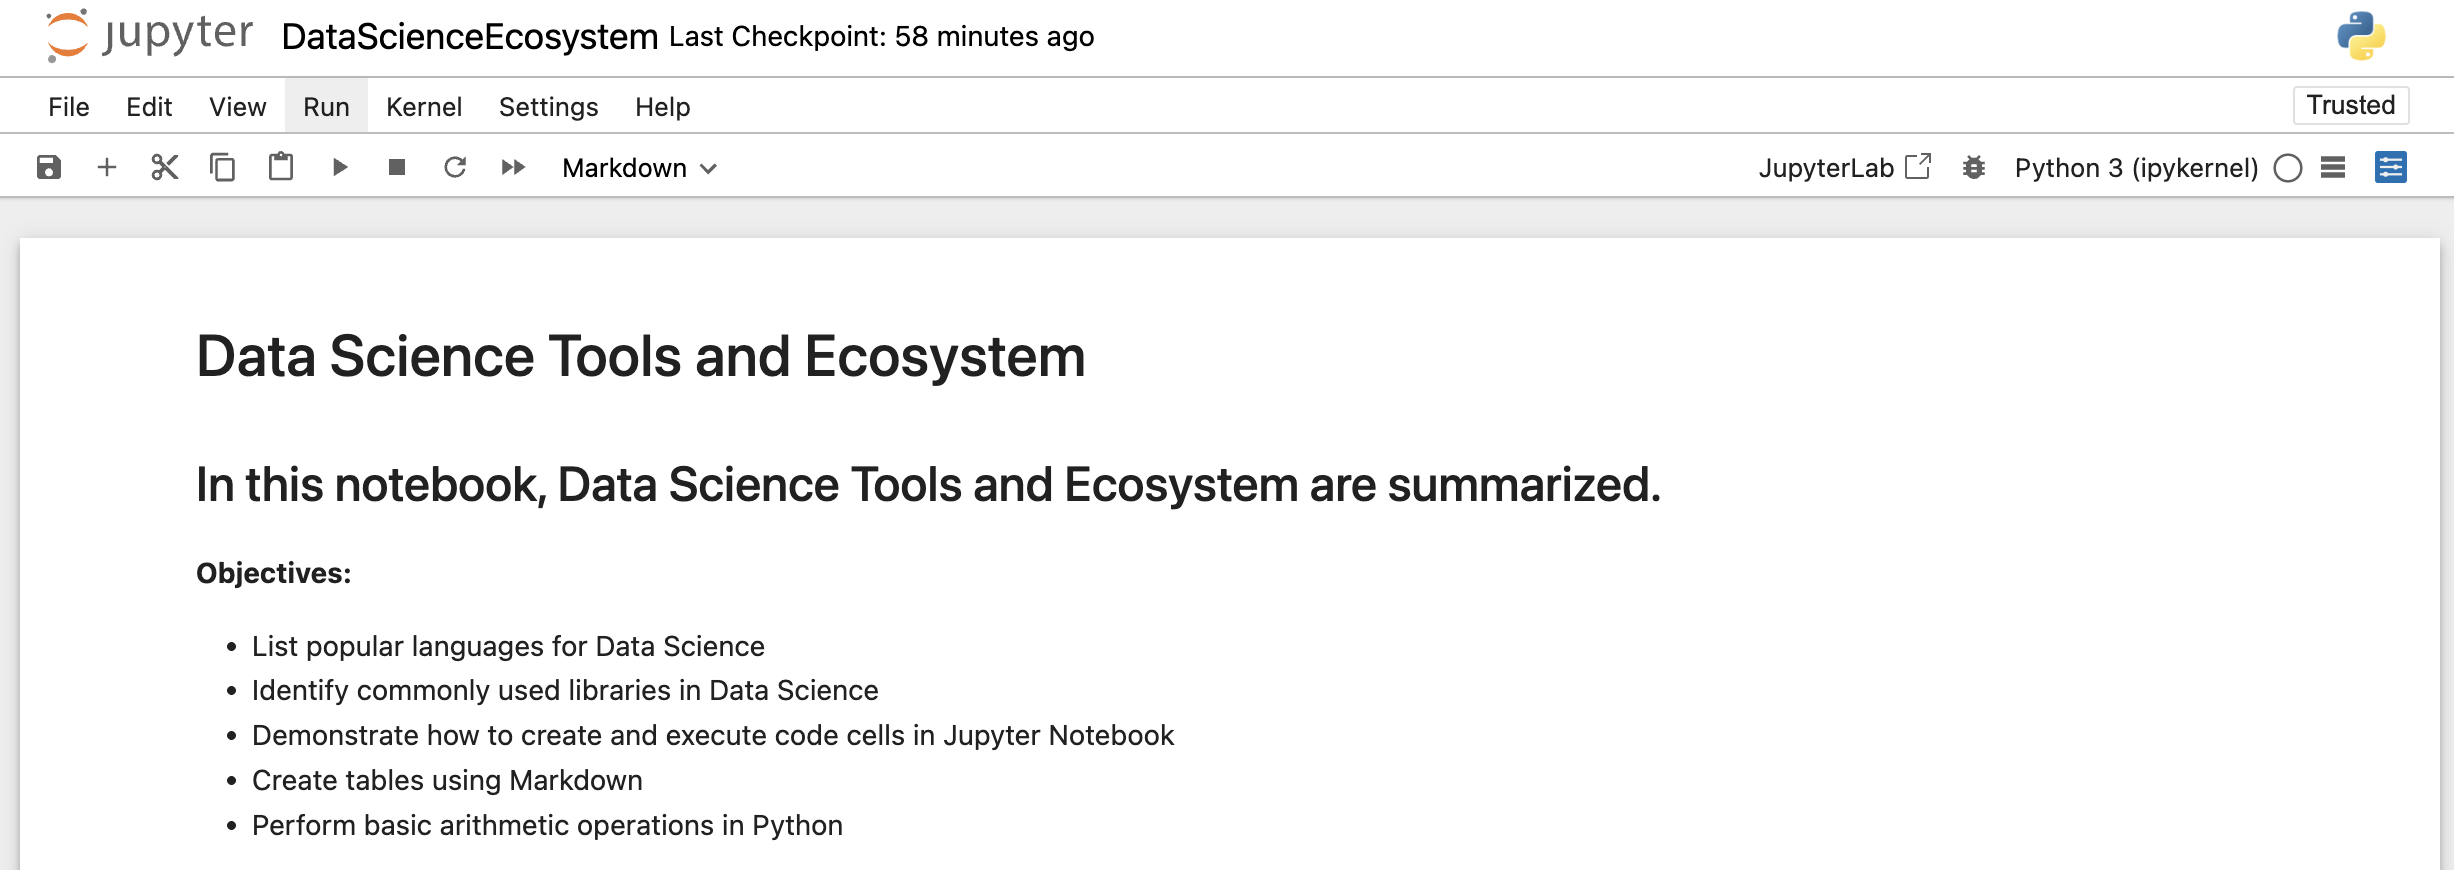 jupyter DataScienceEcosystem Last Checkpoint: 58 minutes ago
File Edit View Run Kernel Settings Help Trusted
Markdown JupyterLab Python 3 (ipykernel)
Data Science Tools and Ecosystem
In this notebook, Data Science Tools and Ecosystem are summarized.
Objectives:
• List popular languages for Data Science
• Identify commonly used libraries in Data Science
• Demonstrate how to create and execute code cells in Jupyter Notebook
• Create tables using Markdown
• Perform basic arithmetic operations in Python